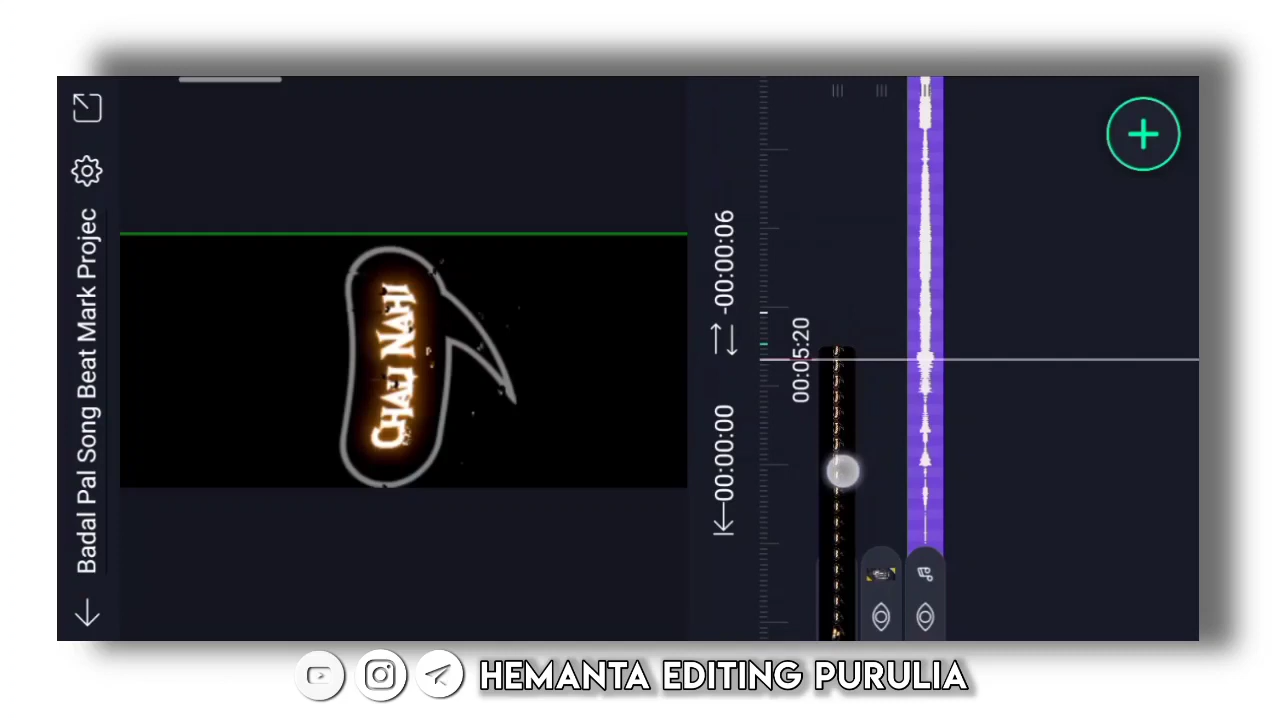 Badal Pal Song Beat Mark Projec
CHALI NAHI
00:00:00
-00:00:06
00:05:20
HEMANTA EDITING PURULIA